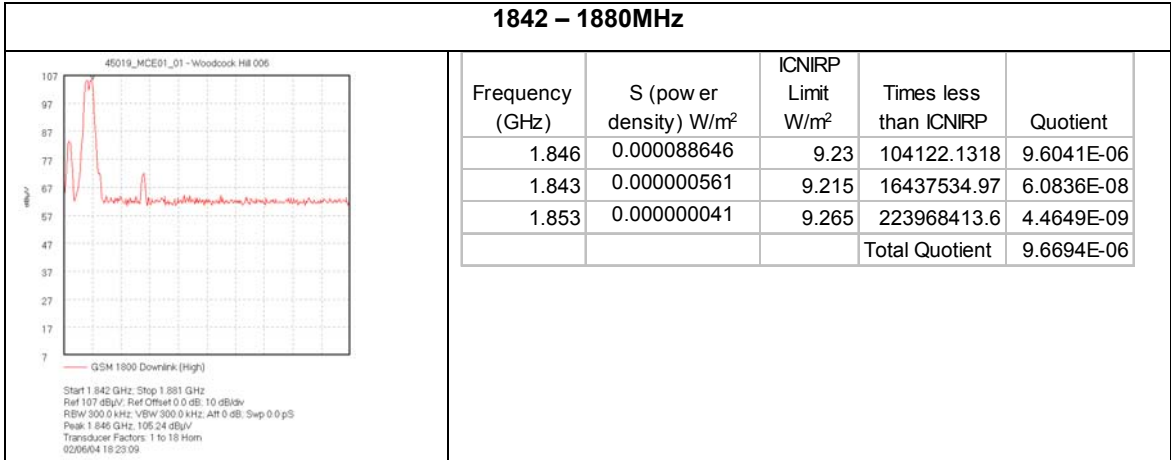 1842 – 1880MHz
45019_MCE01_01 - Woodcock Hill 006
107
97
87
77
67
57
47
37
27
17
7
dBµV
GSM 1800 Downlink (High)
Start 1.842 GHz; Stop 1.881 GHz
Ref 107 dBµV; Ref Offset 0.0 dB; 10 dB/div
RBW 300.0 kHz; VBW 300.0 kHz; Att 0 dB; Swp 0.0 pS
Peak 1.846 GHz, 105.24 dBµV
Transducer Factors: 1 to 18 Horn
02/06/04 18:23:09
Frequency (GHz) S (pow er density) W/m² ICNIRP Limit W/m² Times less than ICNIRP Quotient
1.846 0.000088646 9.23 104122.1318 9.6041E-06
1.843 0.000000561 9.215 16437534.97 6.0836E-08
1.853 0.000000041 9.265 223968413.6 4.4649E-09
Total Quotient 9.6694E-06